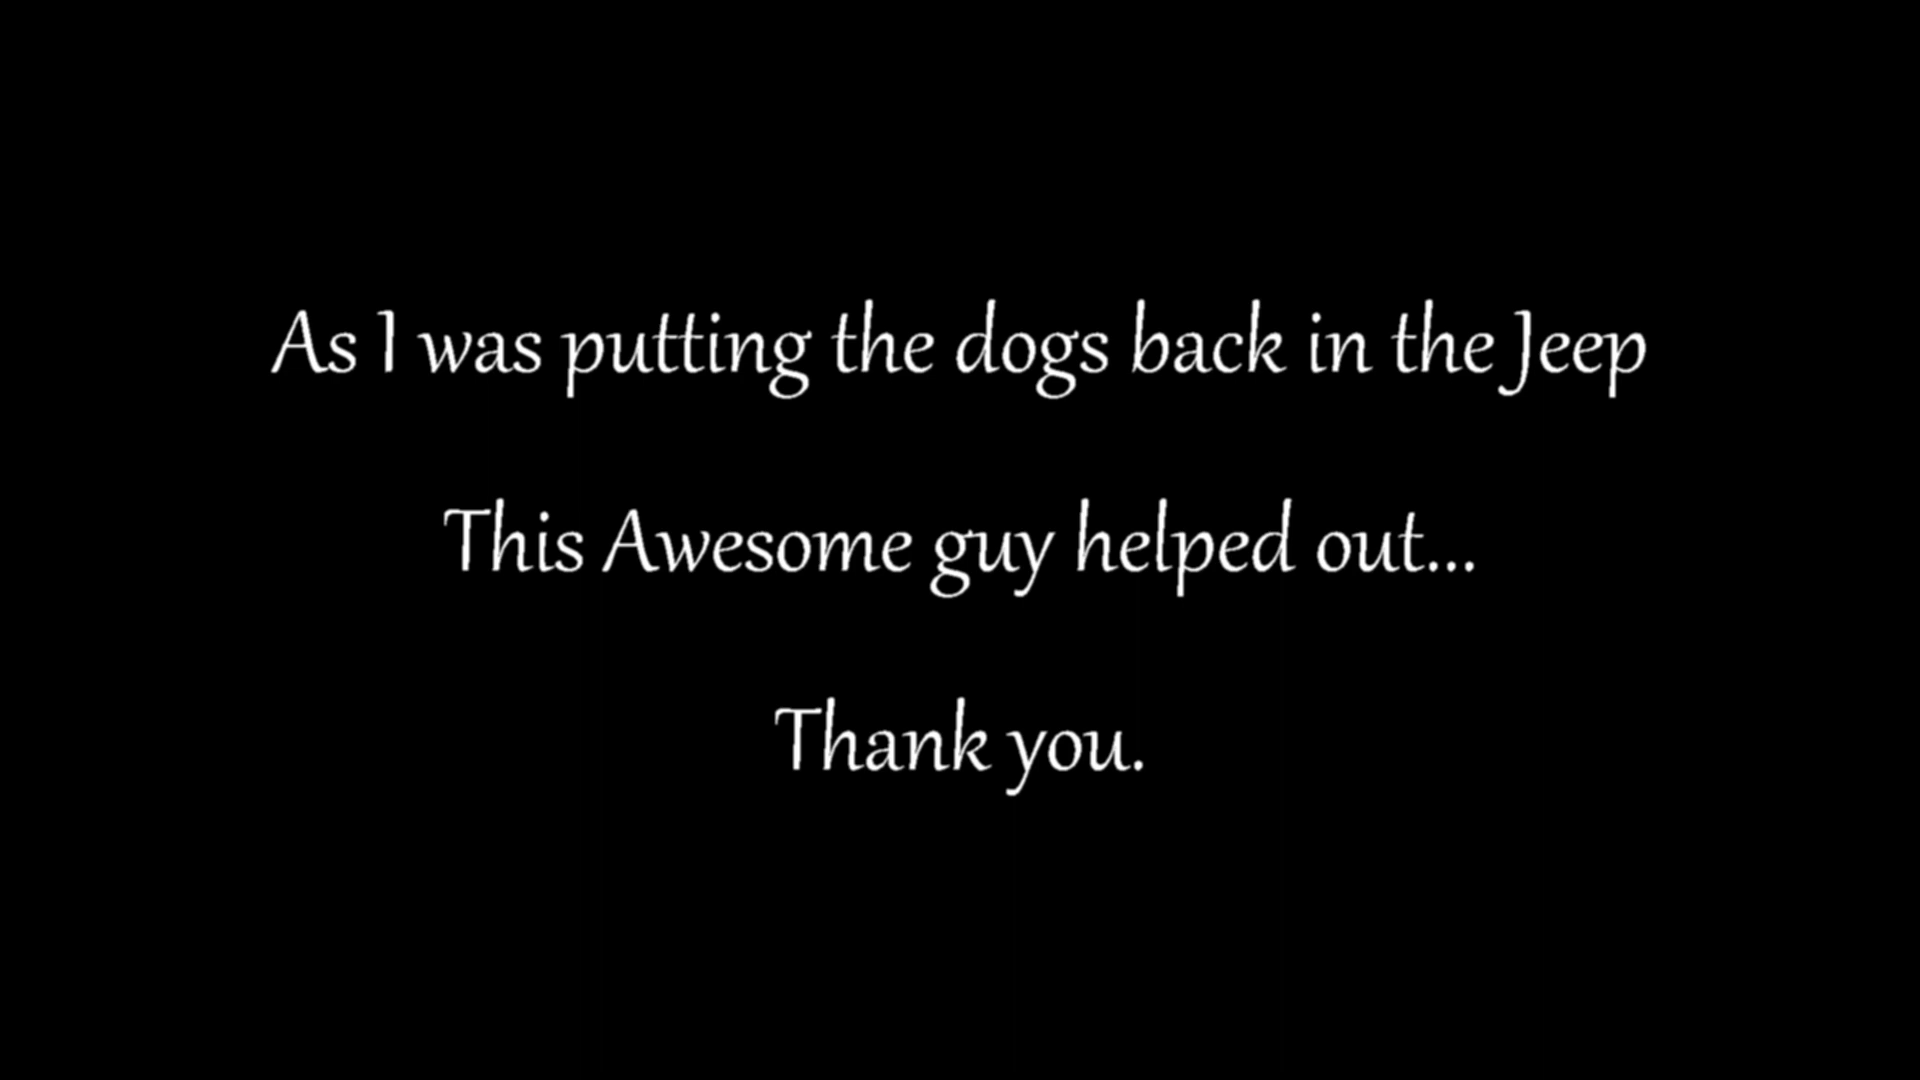 As I was putting the dogs back in the Jeep
This Awesome guy helped out...
Thank you.